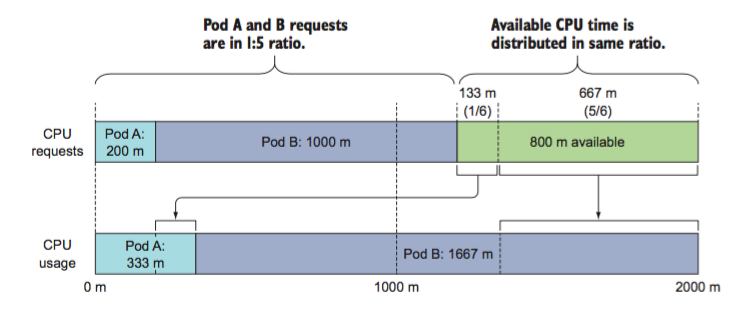 Pod A and B requests
are in 1:5 ratio.
Available CPU time is
distributed in same ratio.
133 m
(1/6)
667 m
(5/6)
CPU
requests
Pod A:
200 m
Pod B: 1000 m
800 m available
CPU
usage
Pod A:
333 m
Pod B: 1667 m
0 m
1000 m
2000 m